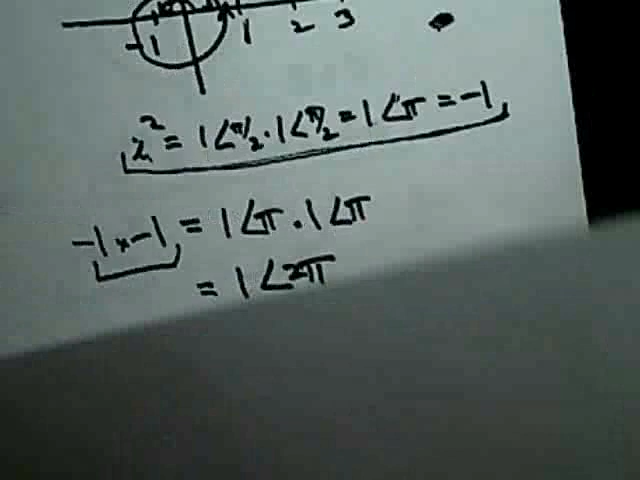 -1 1 2 3
i² = 1∠π/2 · 1∠π/2 = 1∠π = -1
-1 × -1 = 1∠π · 1∠π
= 1∠2π